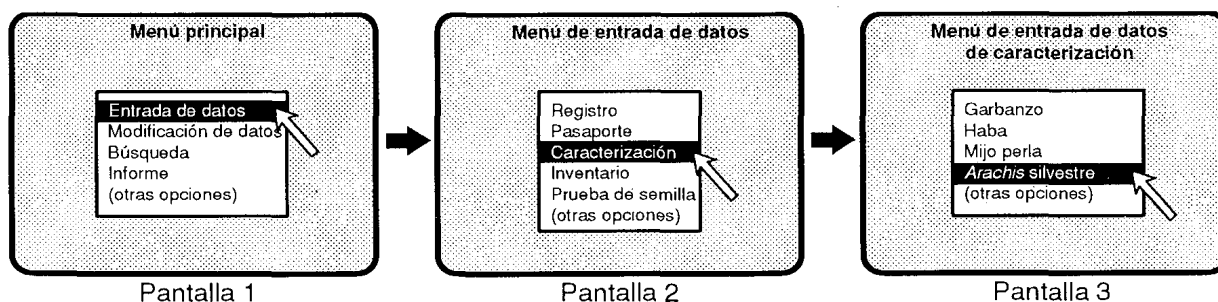 Menú principal
Entrada de datos
Modificación de datos
Búsqueda
Informe
(otras opciones)
Pantalla 1
Menú de entrada de datos
Registro
Pasaporte
Caracterización
Inventario
Prueba de semilla
(otras opciones)
Pantalla 2
Menú de entrada de datos
de caracterización
Garbanzo
Haba
Mijo perla
Arachis silvestre
(otras opciones)
Pantalla 3